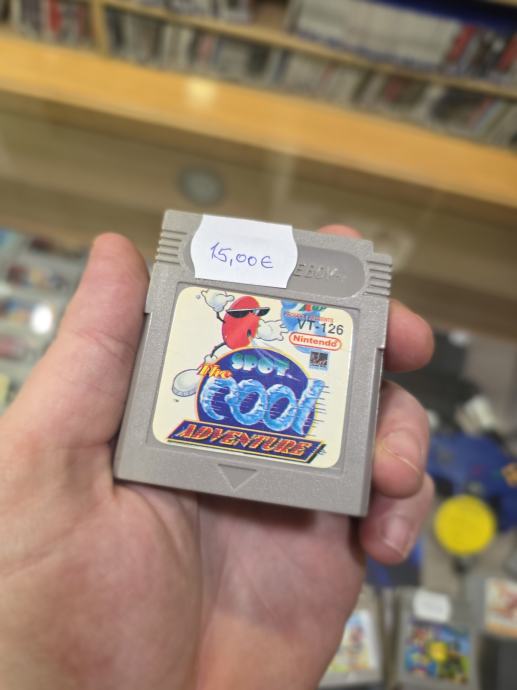 15,00€
VT-126
Nintendo
SPOT
The
COOL
ADVENTURE